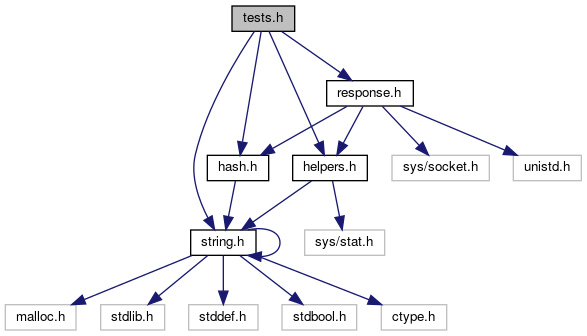 tests.h
response.h
hash.h
helpers.h
sys/socket.h
unistd.h
string.h
sys/stat.h
malloc.h
stdlib.h
stddef.h
stdbool.h
ctype.h